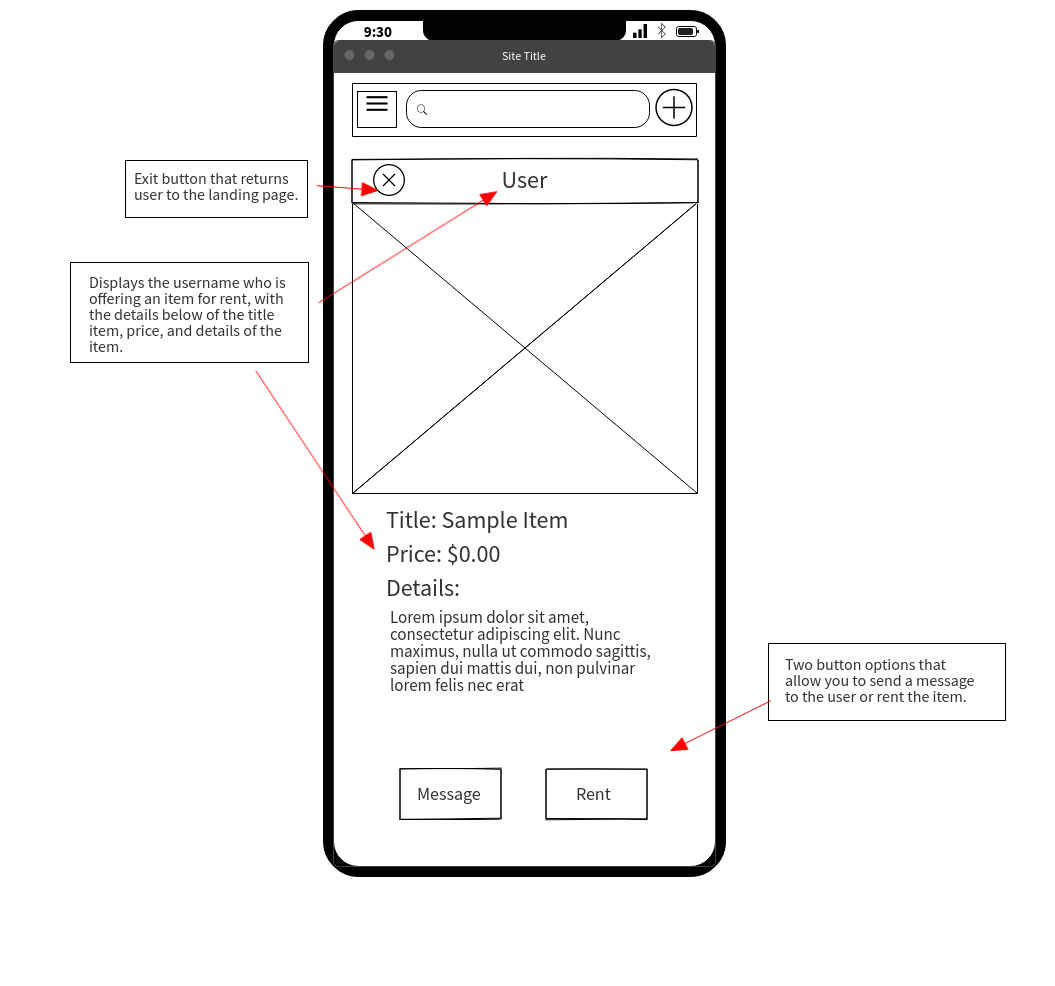 9:30
Site Title
Exit button that returns
user to the landing page.
User
Displays the username who is
offering an item for rent, with
the details below of the title
item, price, and details of the
item.
Title: Sample Item
Price: $0.00
Details:
Lorem ipsum dolor sit amet,
consectetur adipiscing elit. Nunc
maximus, nulla ut commodo sagittis,
sapien dui mattis dui, non pulvinar
lorem felis nec erat
Two button options that
allow you to send a message
to the user or rent the item.
Message
Rent